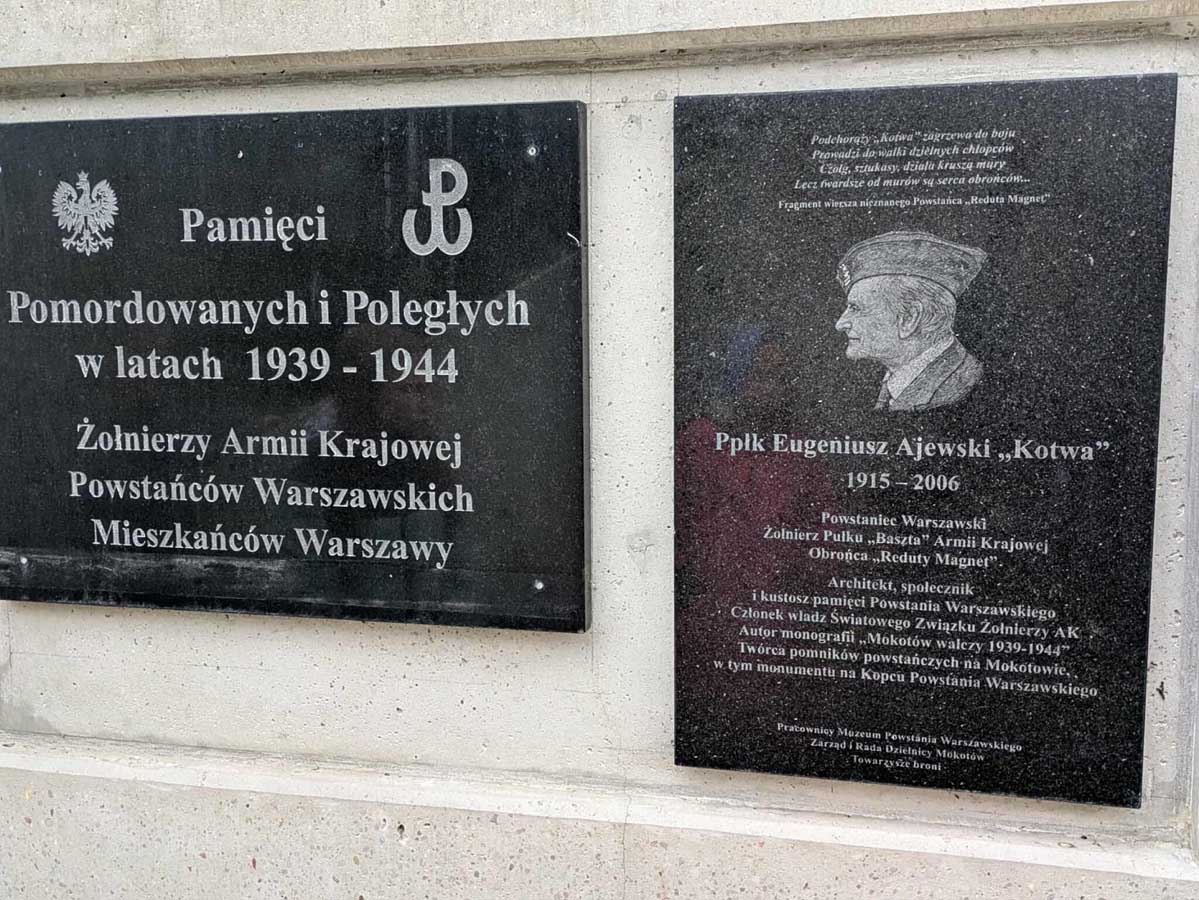 Pamięci
Pomordowanych i Poległych
w latach 1939 - 1944
Żołnierzy Armii Krajowej
Powstańców Warszawskich
Mieszkańców Warszawy
Podchorąży „Kotwa” zagrzewa do boju
Prowadzi do walki dzielnych chłopców
Czołg, sztukasy, działa kruszą mury
Lecz twardsze od murów są serca obrońców...
Fragment wiersza nieznanego Powstańca „Reduta Magnet”
Ppłk Eugeniusz Ajewski „Kotwa”
1915 – 2006
Powstaniec Warszawski
Żołnierz Pułku „Baszta” Armii Krajowej
Obrońca „Reduty Magnet”
Architekt, społecznik
i kustosz pamięci Powstania Warszawskiego
Członek władz Światowego Związku Żołnierzy AK
Autor monografii „Mokotów walczy 1939-1944”
Twórca pomników powstańczych na Mokotowie,
w tym monumentu na Kopcu Powstania Warszawskiego
Pracownicy Muzeum Powstania Warszawskiego
Zarząd i Rada Dzielnicy Mokotów
Towarzysze broni